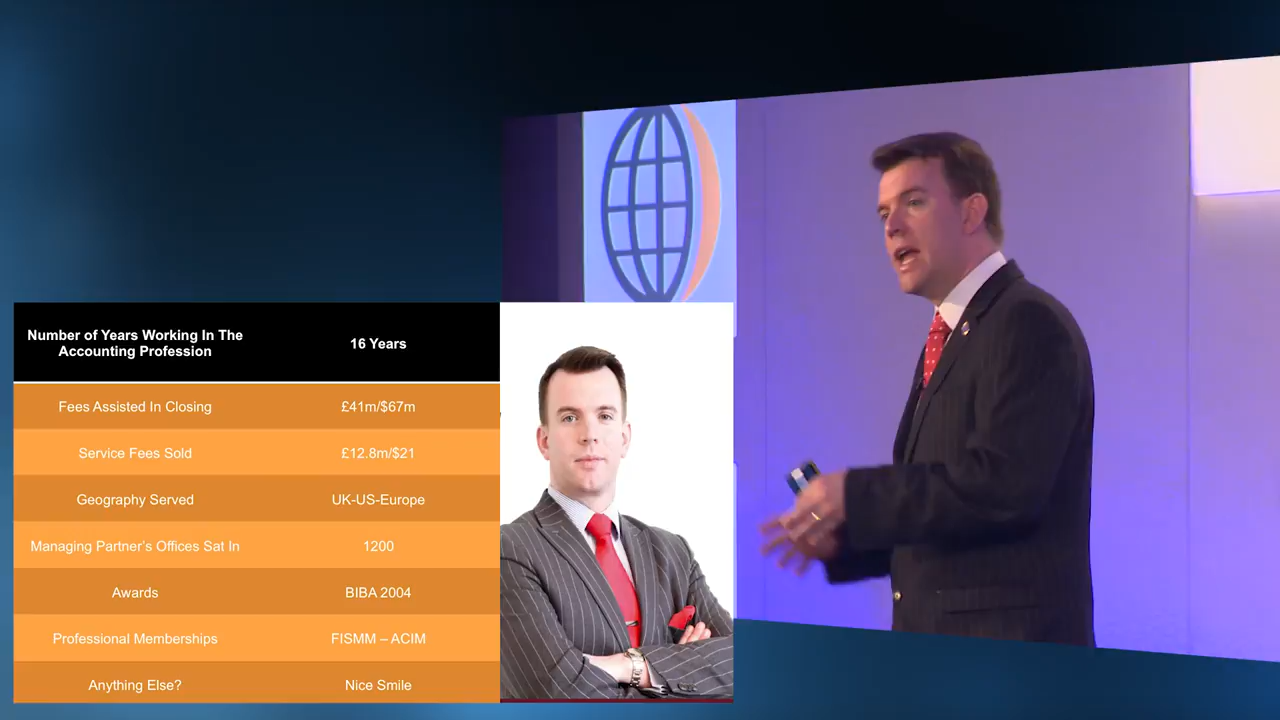 Number of Years Working In The
Accounting Profession
16 Years
Fees Assisted In Closing
£41m/$67m
Service Fees Sold
£12.8m/$21
Geography Served
UK-US-Europe
Managing Partner's Offices Sat In
1200
Awards
BIBA 2004
Professional Memberships
FISMM – ACIM
Anything Else?
Nice Smile